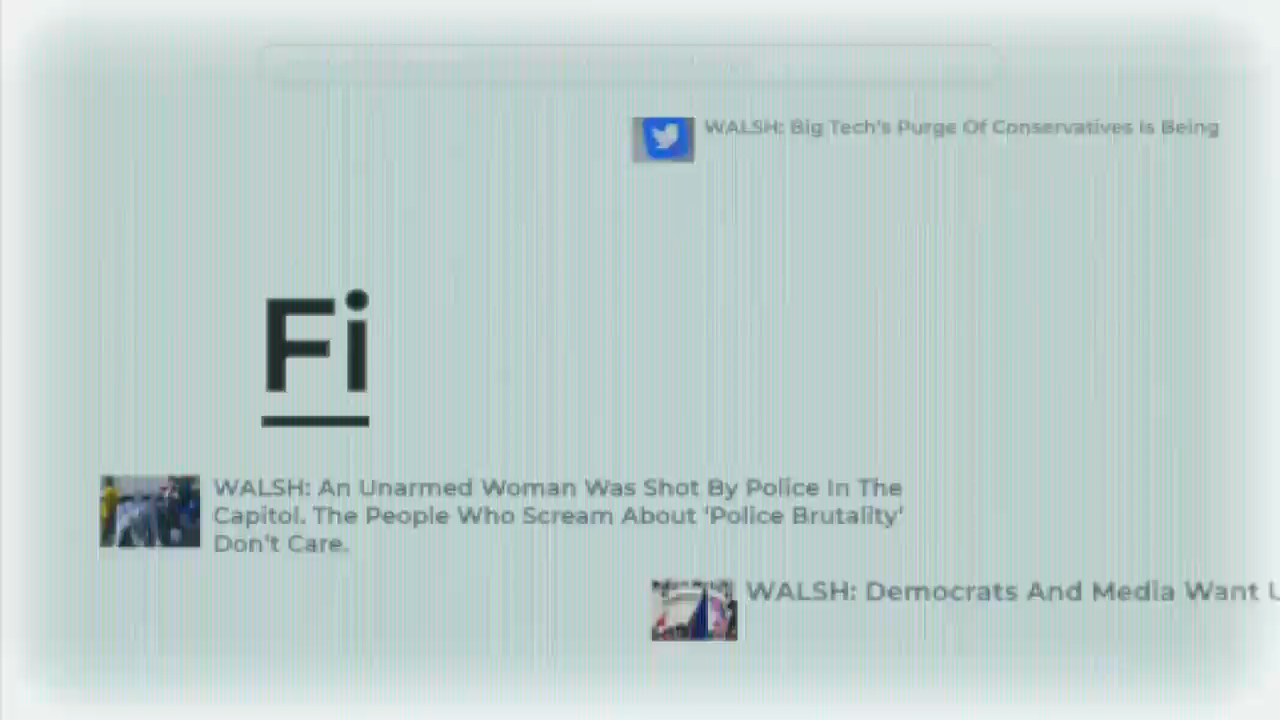 WALSH: Big Tech's Purge Of Conservatives Is Being
Fi
WALSH: An Unarmed Woman Was Shot By Police In The
Capitol. The People Who Scream About 'Police Brutality'
Don't Care.
WALSH: Democrats And Media Want U